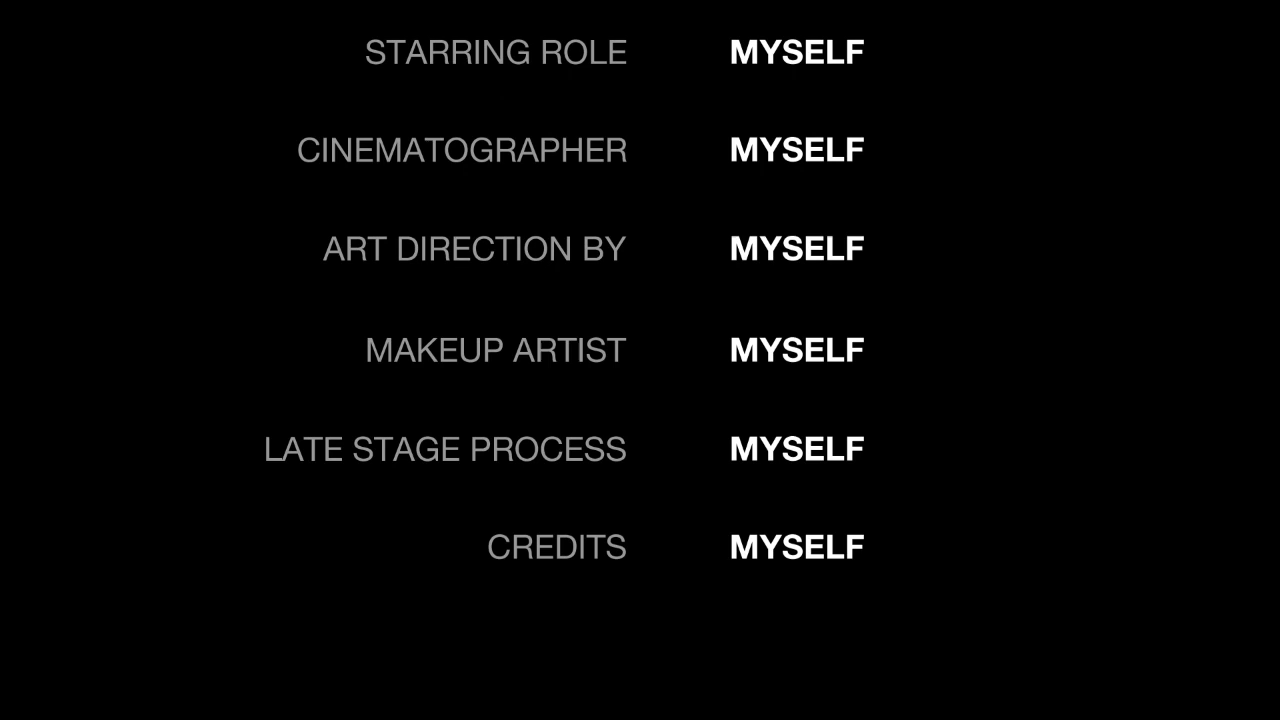 STARRING ROLE MYSELF
CINEMATOGRAPHER MYSELF
ART DIRECTION BY MYSELF
MAKEUP ARTIST MYSELF
LATE STAGE PROCESS MYSELF
CREDITS MYSELF